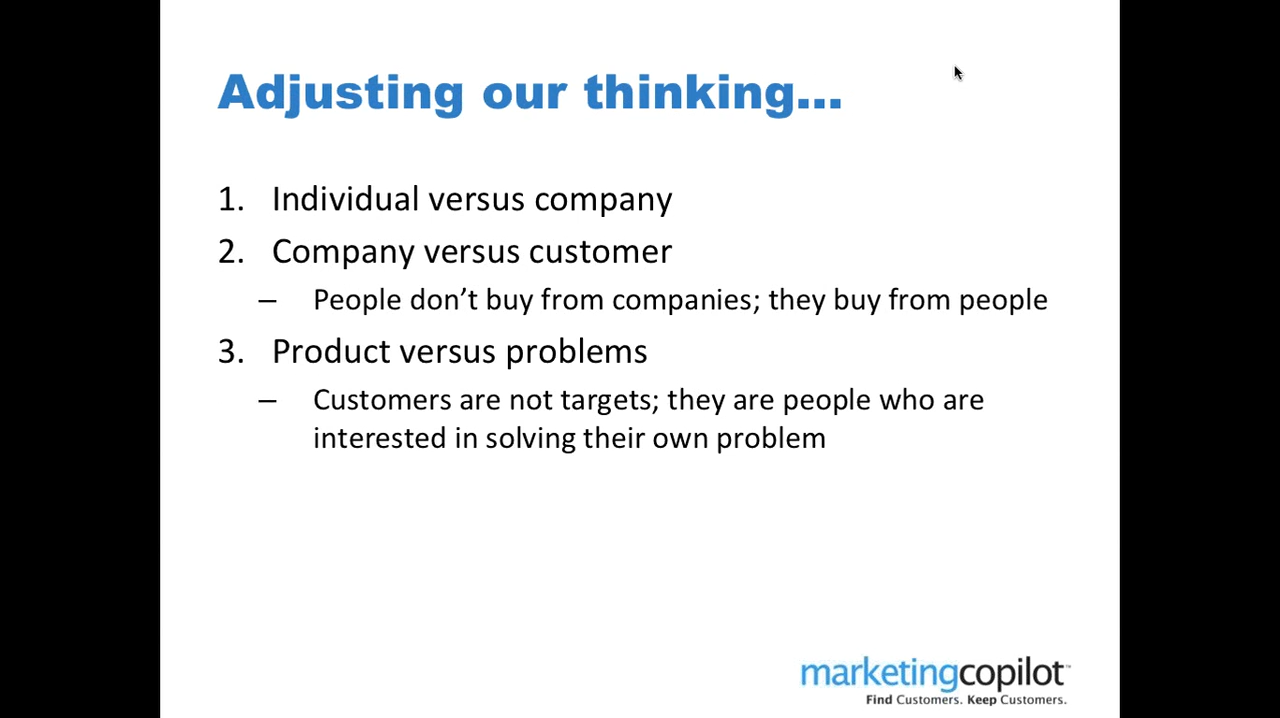 Adjusting our thinking...
1. Individual versus company
2. Company versus customer
– People don’t buy from companies; they buy from people
3. Product versus problems
– Customers are not targets; they are people who are
interested in solving their own problem
marketingcopilot™
Find Customers. Keep Customers.